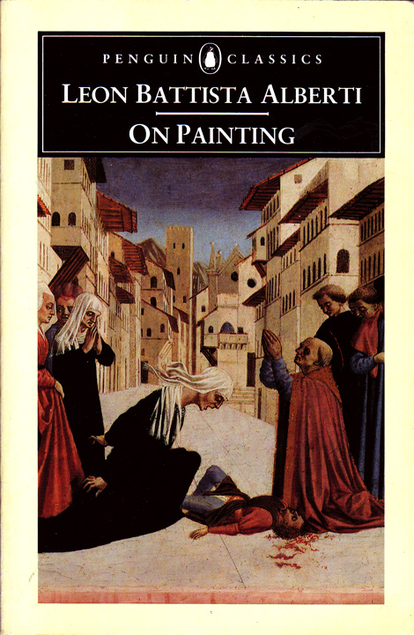 PENGUIN CLASSICS
LEON BATTISTA ALBERTI
ON PAINTING